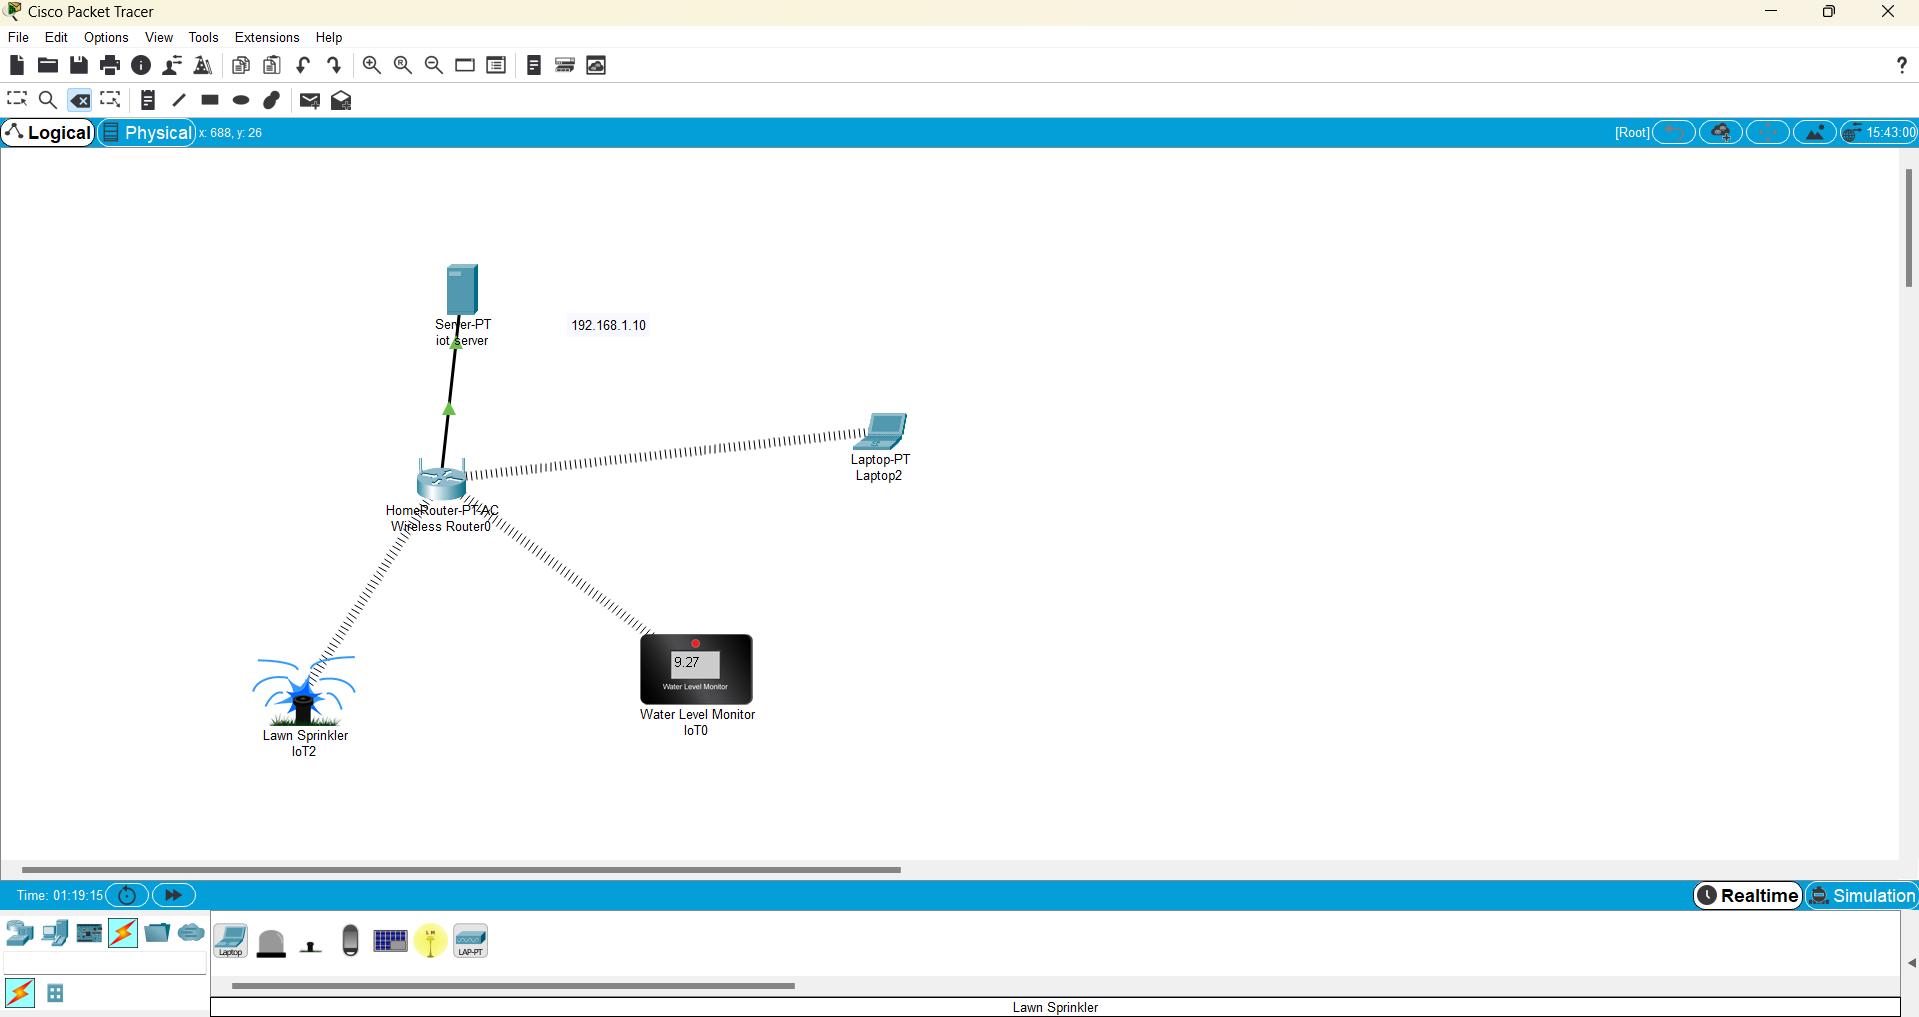 Cisco Packet Tracer
File Edit Options View Tools Extensions Help
Logical Physical x: 688, y: 26 [Root] 15:43:00
Server-PT
iot server
192.168.1.10
Laptop-PT
Laptop2
HomeRouter-PT-AC
Wireless Router0
9.27
Water Level Monitor
Water Level Monitor
IoT0
Lawn Sprinkler
IoT2
Time: 01:19:15 Realtime Simulation
Laptop LAP-PT
Lawn Sprinkler